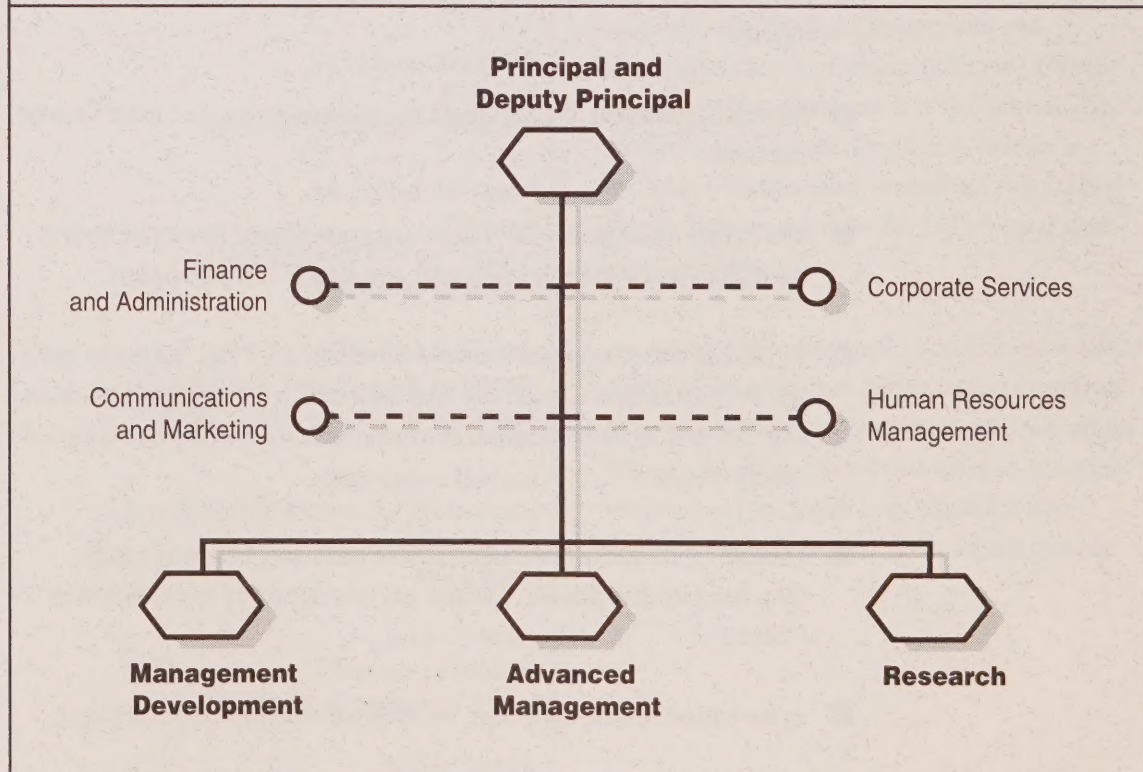 Principal and
Deputy Principal
Finance
and Administration
Corporate Services
Communications
and Marketing
Human Resources
Management
Management
Development
Advanced
Management
Research